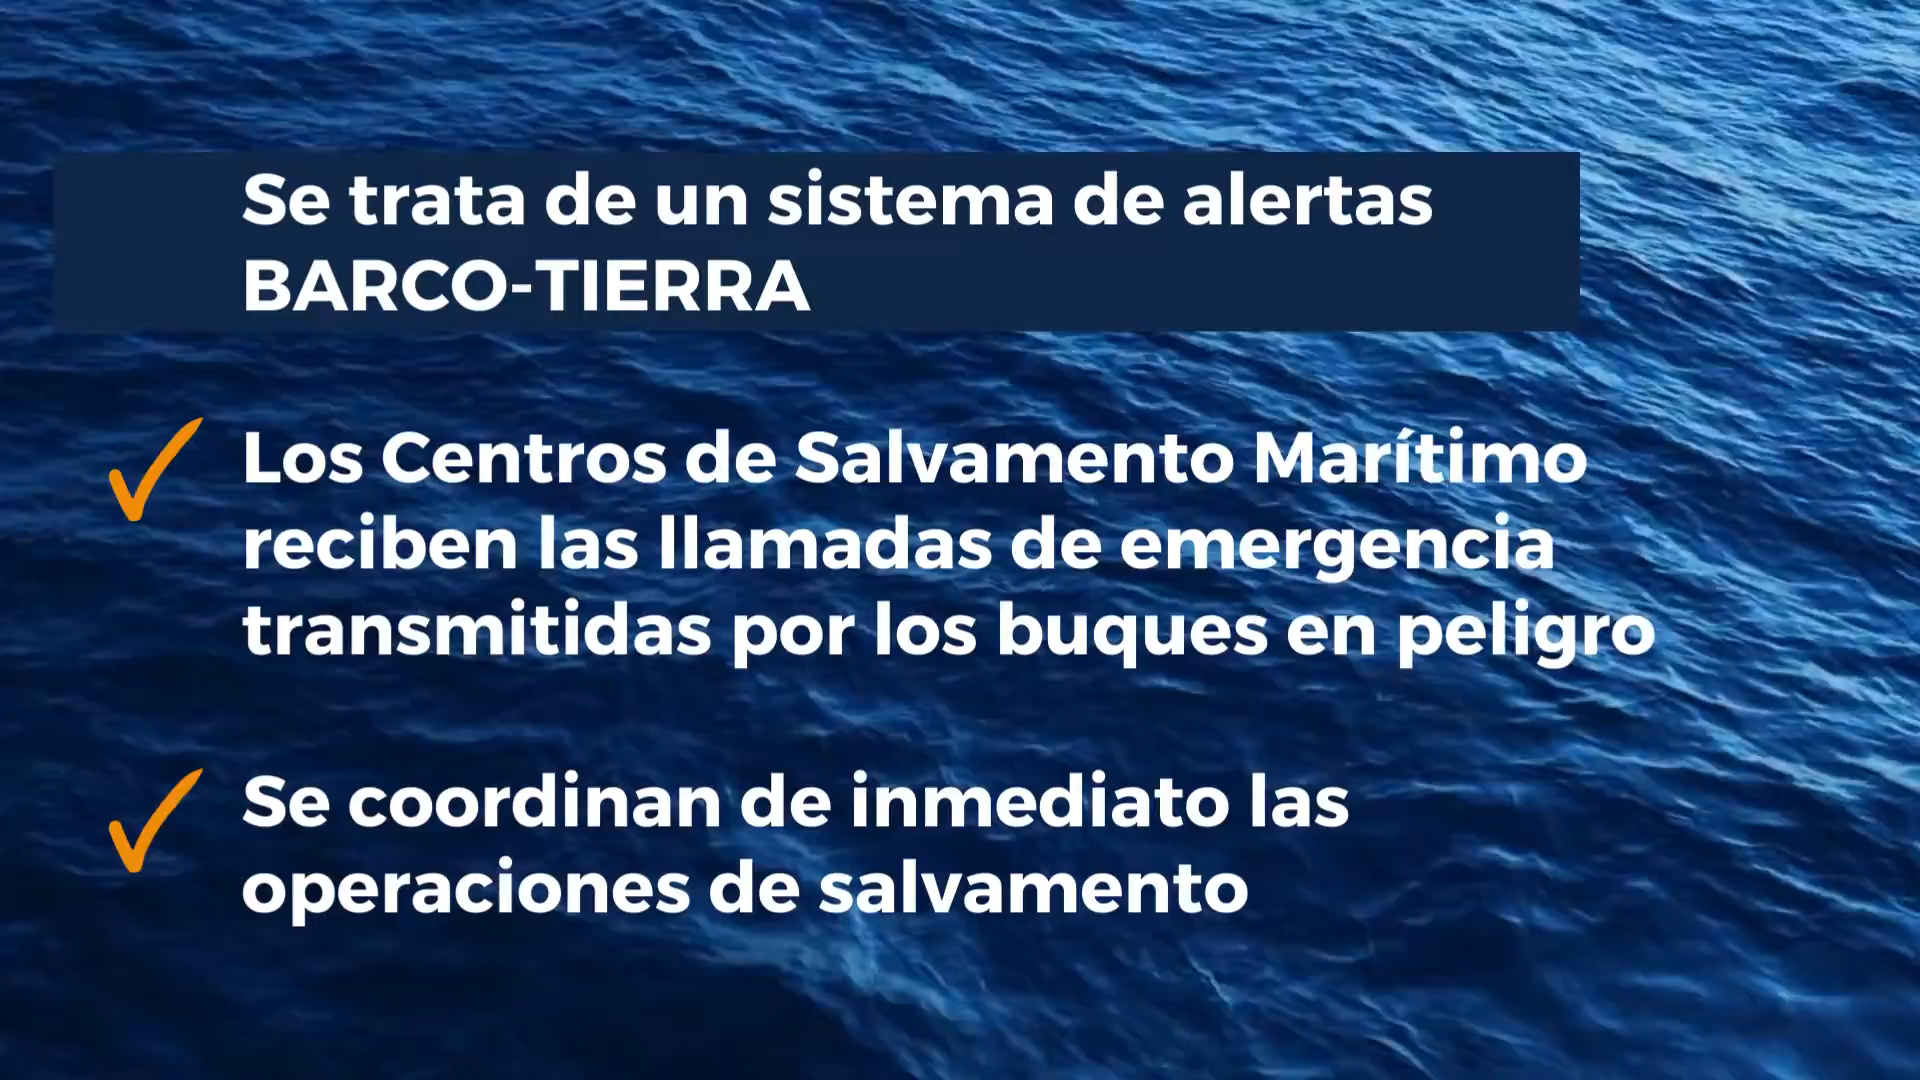 Se trata de un sistema de alertas
BARCO-TIERRA
Los Centros de Salvamento Marítimo
reciben las llamadas de emergencia
transmitidas por los buques en peligro
Se coordinan de inmediato las
operaciones de salvamento